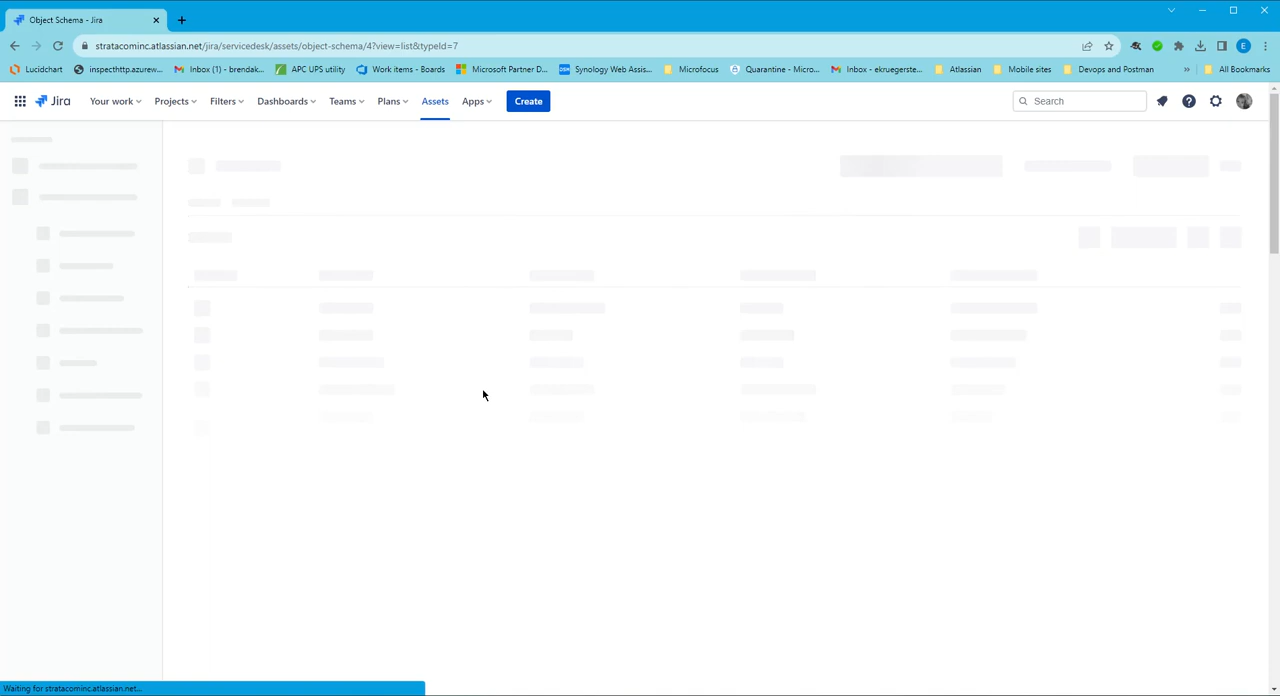 Object Schema - Jira
stratacominc.atlassian.net/jira/servicedesk/assets/object-schema/4?view=list&typeId=7
E
Lucidchart
inspecthttp.azurew...
Inbox (1) - brendak...
APC UPS utility
Work items - Boards
Microsoft Partner D...
Synology Web Assis...
Microfocus
Quarantine - Micro...
Inbox - ekruegerste...
Atlassian
Mobile sites
Devops and Postman
»
All Bookmarks
Jira
Your work
Projects
Filters
Dashboards
Teams
Plans
Assets
Apps
Create
Search
Waiting for stratacominc.atlassian.net...